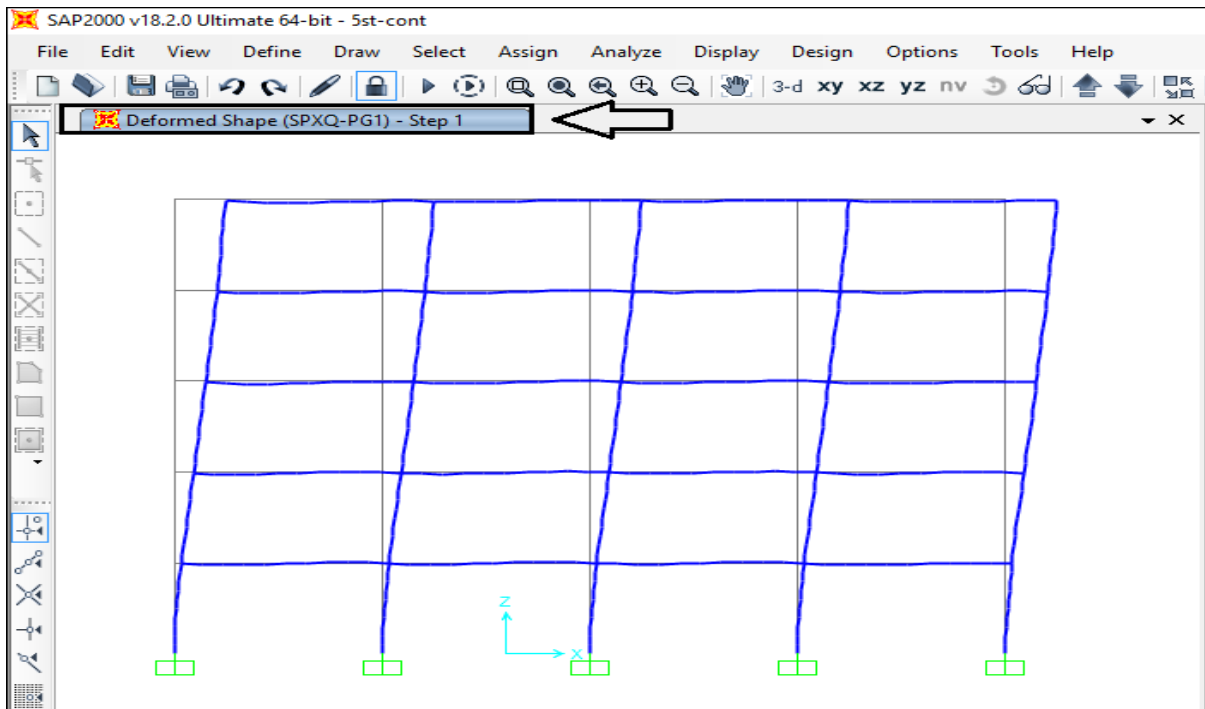 SAP2000 v18.2.0 Ultimate 64-bit - 5st-cont
File Edit View Define Draw Select Assign Analyze Display Design Options Tools Help
3-d xy xz yz nv
Deformed Shape (SPXQ-PG1) - Step 1
Z
X